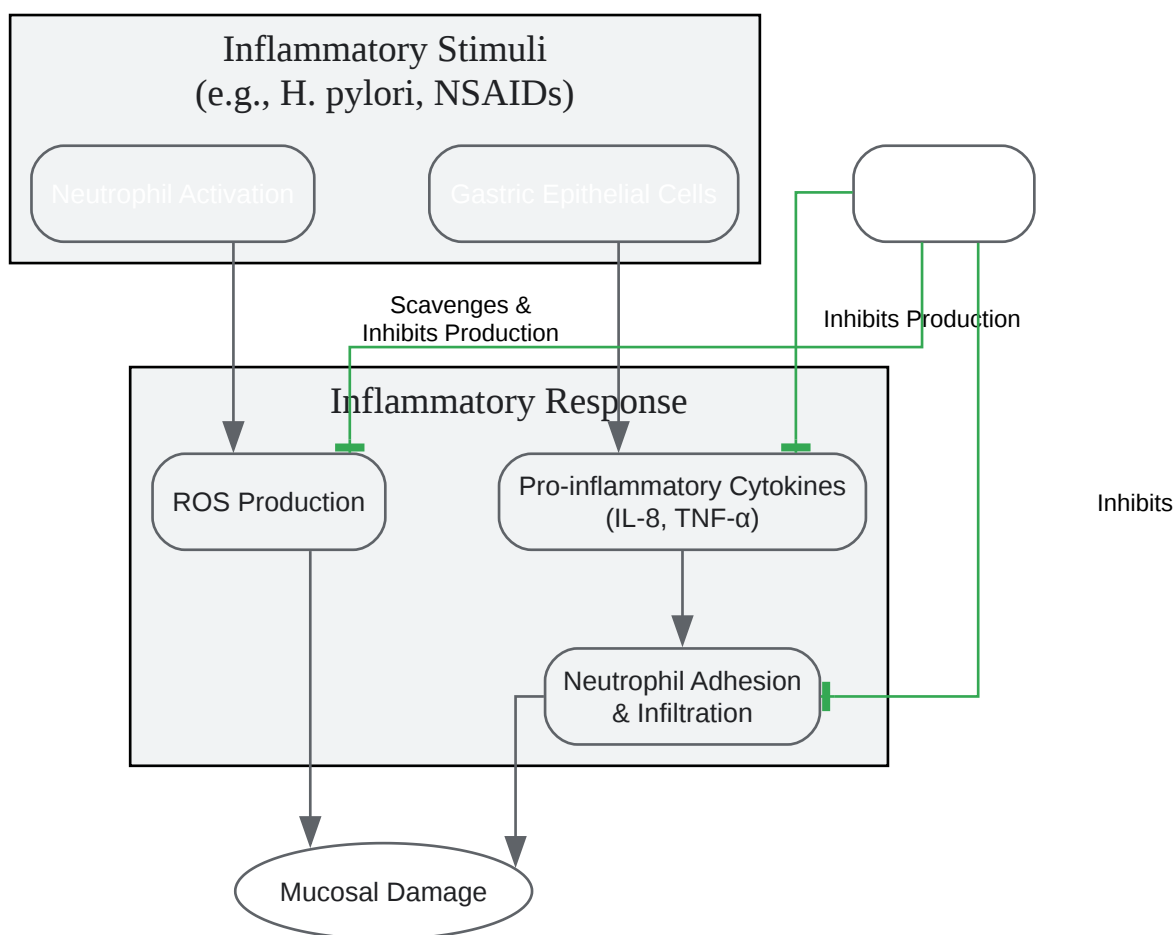 Inflammatory Stimuli
(e.g., H. pylori, NSAIDs)
Neutrophil Activation
Gastric Epithelial Cells
Scavenges &
Inhibits Production
Inhibits Production
Inflammatory Response
ROS Production
Pro-inflammatory Cytokines
(IL-8, TNF-α)
Inhibits
Neutrophil Adhesion
& Infiltration
Mucosal Damage